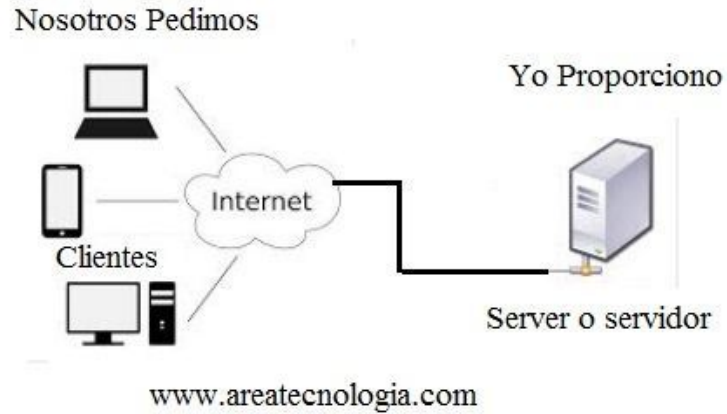 Nosotros Pedimos
Yo Proporciono
Internet
Clientes
Server o servidor
www.areatecnologia.com